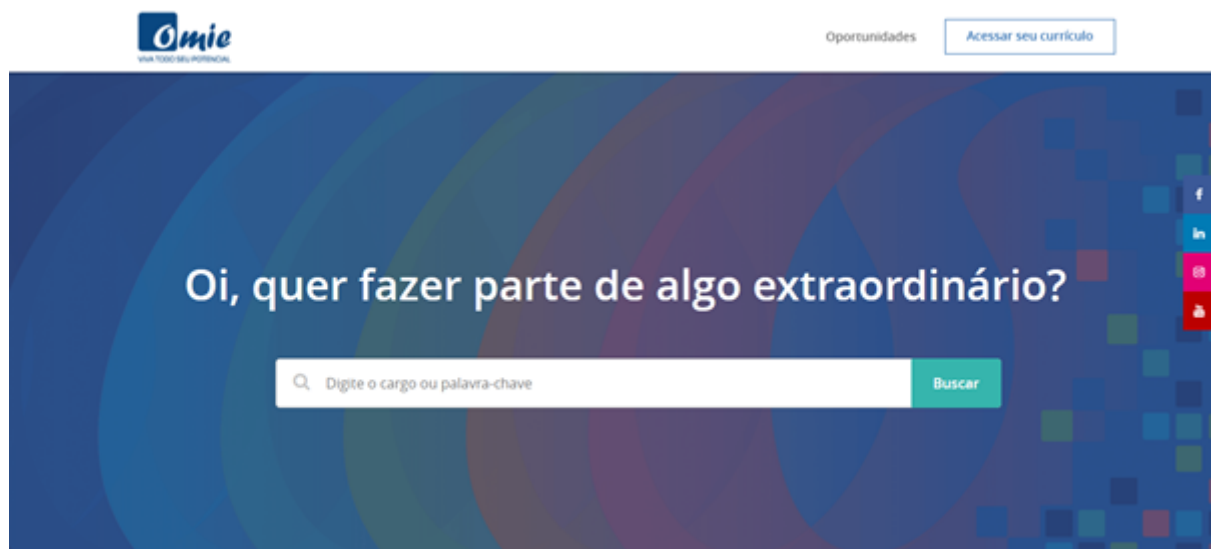 Omie
VIVA TODO SEU POTENCIAL
Oportunidades
Acessar seu currículo
Oi, quer fazer parte de algo extraordinário?
Digite o cargo ou palavra-chave
Buscar